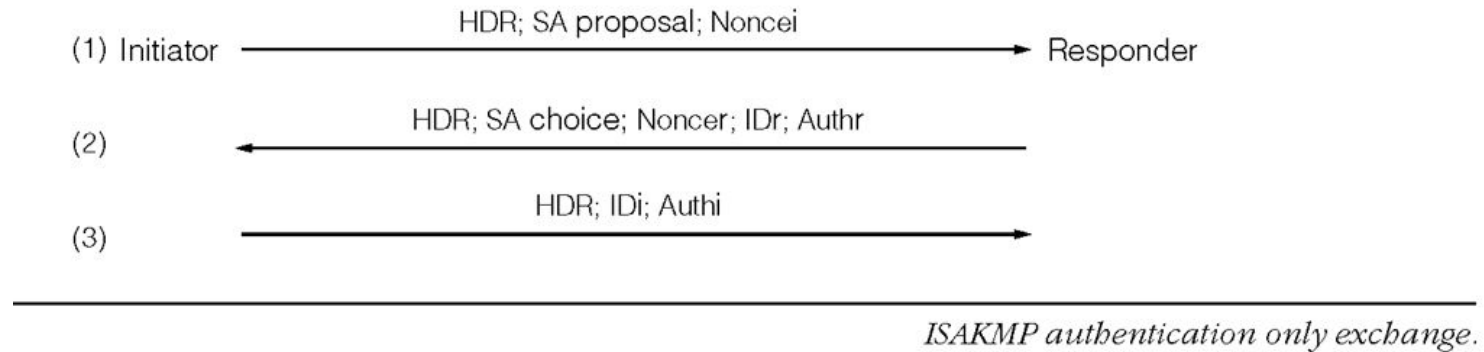 HDR; SA proposal; Noncei
(1) Initiator Responder
HDR; SA choice; Noncer; IDr; Authr
(2)
HDR; IDi; Authi
(3)
ISAKMP authentication only exchange.